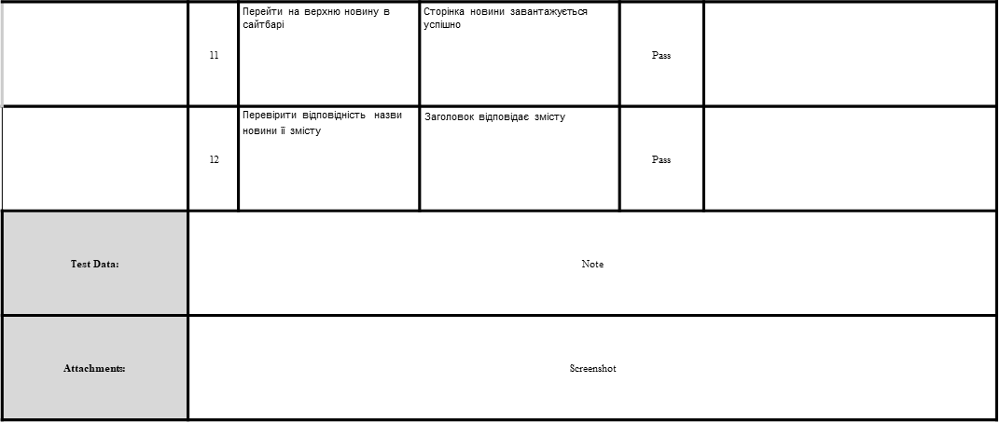 Перейти на верхню новину в
сайтбарі
Сторінка новини завантажується
успішно
11
Pass
Перевірити відповідність назви
новини її змісту
Заголовок відповідає змісту
12
Pass
Test Data:
Note
Attachments:
Screenshot